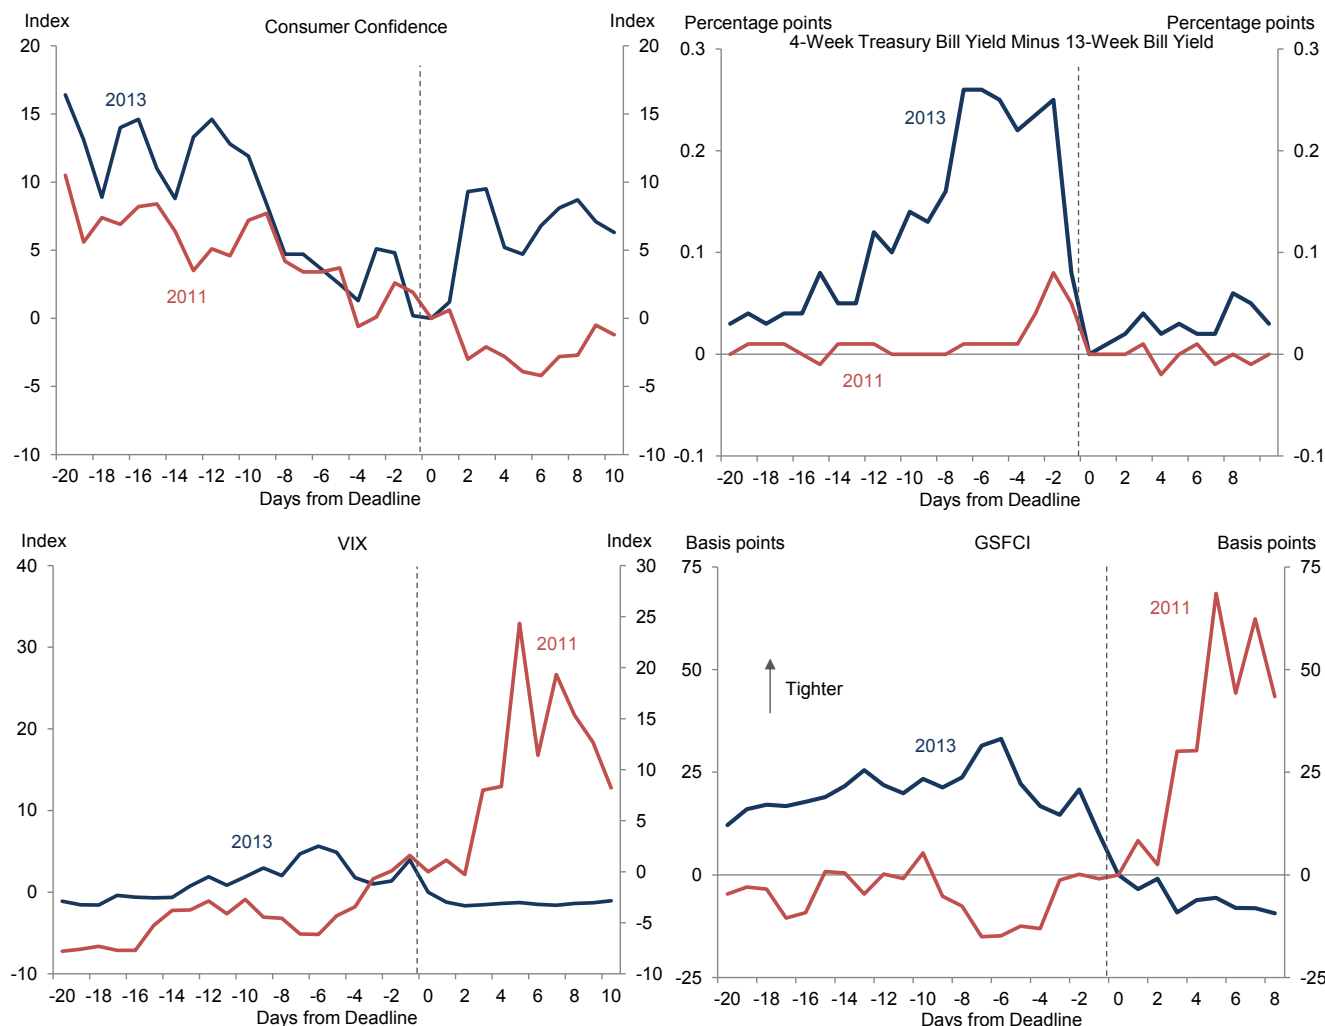 Index Consumer Confidence Index
20 20
15 15
10 10
5 5
0 0
-5 -5
-10 -10
2013
2011
-20 -18 -16 -14 -12 -10 -8 -6 -4 -2 0 2 4 6 8 10
Days from Deadline
Percentage points Percentage points
4-Week Treasury Bill Yield Minus 13-Week Bill Yield
0.3 0.3
0.2 0.2
0.1 0.1
0 0
-0.1 -0.1
2013
2011
-20 -18 -16 -14 -12 -10 -8 -6 -4 -2 0 2 4 6 8
Days from Deadline
Index VIX Index
40 30
25
30 20
15
20 10
10 5
0
0 -5
-10 -10
2011
2013
-20 -18 -16 -14 -12 -10 -8 -6 -4 -2 0 2 4 6 8 10
Days from Deadline
Basis points GSFCI Basis points
75 75
50 50
25 25
0 0
-25 -25
2011
Tighter
2013
-20 -18 -16 -14 -12 -10 -8 -6 -4 -2 0 2 4 6 8
Days from Deadline